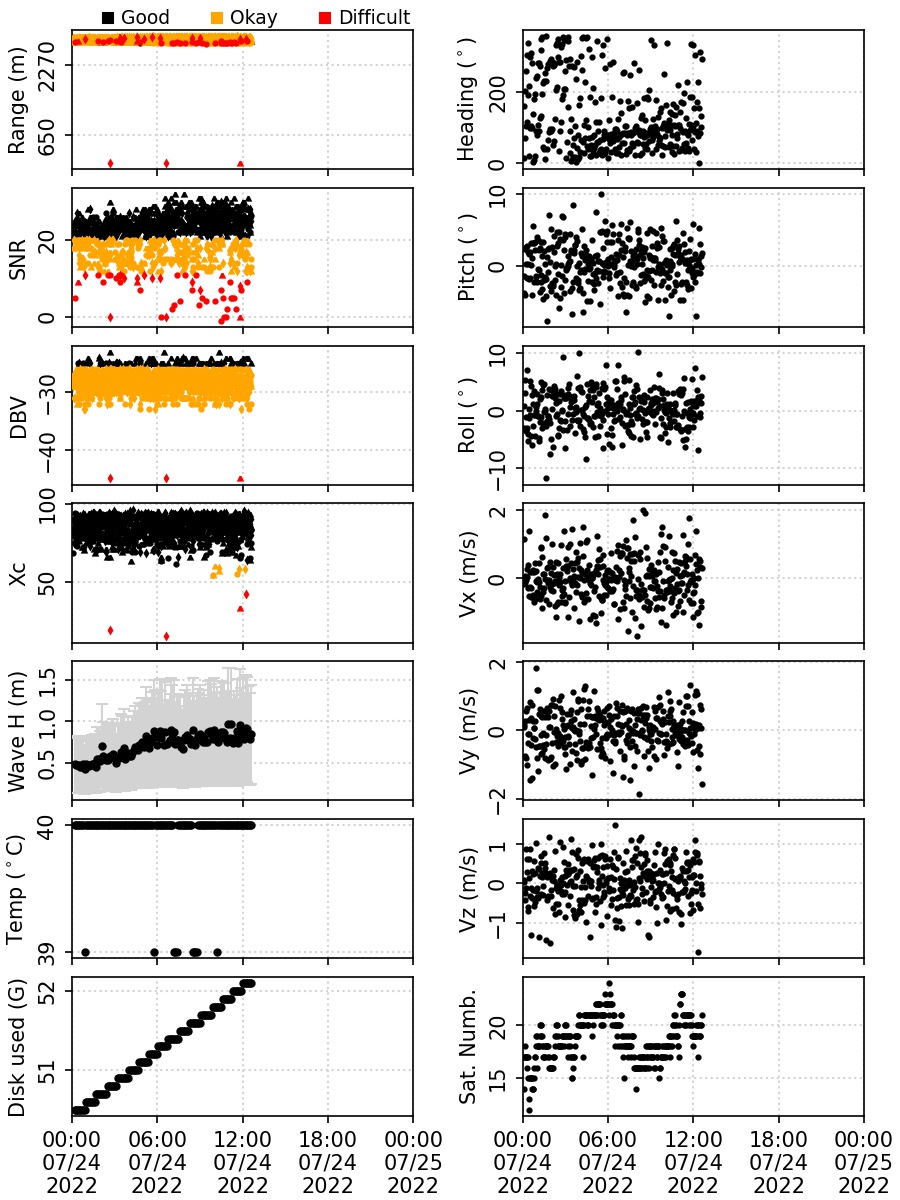 Good Okay Difficult
Range (m)
2270
650
Heading (°)
200
0
SNR
20
0
Pitch (°)
10
0
DBV
−30
−40
Roll (°)
10
0
−10
Xc
100
50
Vx (m/s)
2
0
Wave H (m)
1.5
1.0
0.5
Vy (m/s)
2
0
−2
Temp (°C)
40
39
Vz (m/s)
1
0
−1
Disk used (G)
52
51
Sat. Numb.
20
15
00:00 06:00 12:00 18:00 00:00
07/24 07/24 07/24 07/24 07/25
2022 2022 2022 2022 2022
00:00 06:00 12:00 18:00 00:00
07/24 07/24 07/24 07/24 07/25
2022 2022 2022 2022 2022